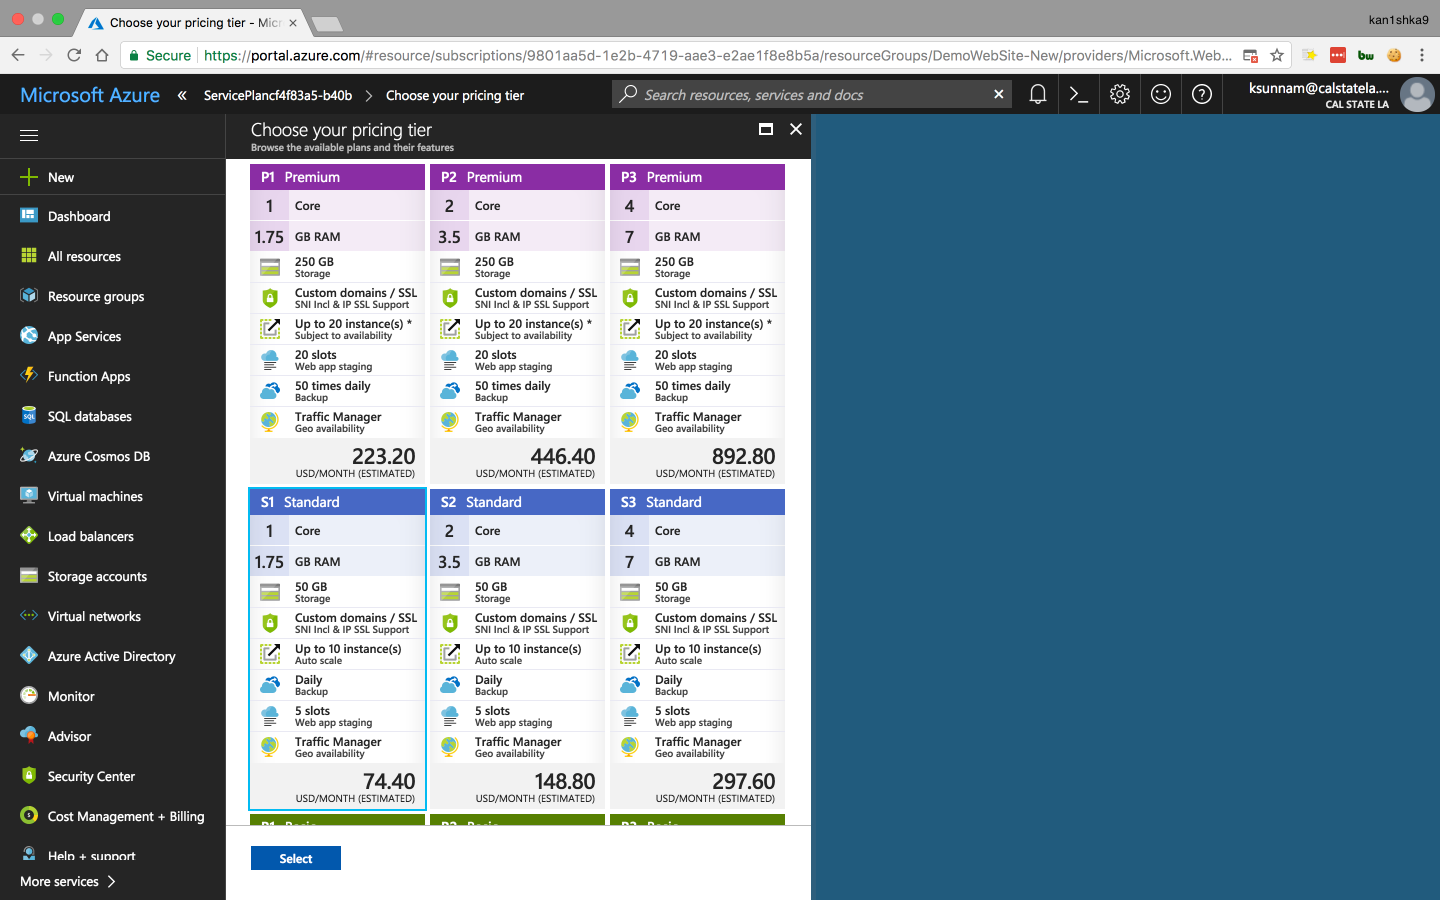 Choose your pricing tier - Micr
kan1shka9
Secure
https://portal.azure.com/#resource/subscriptions/9801aa5d-1e2b-4719-aae3-e2ae1f8e8b5a/resourceGroups/DemoWebSite-New/providers/Microsoft.Web...
Microsoft Azure
ServicePlancf4f83a5-b40b
Choose your pricing tier
Search resources, services and docs
ksunnam@calstatela....
CAL STATE LA
New
Dashboard
All resources
Resource groups
App Services
Function Apps
SQL databases
Azure Cosmos DB
Virtual machines
Load balancers
Storage accounts
Virtual networks
Azure Active Directory
Monitor
Advisor
Security Center
Cost Management + Billing
Help + support
More services
Choose your pricing tier
Browse the available plans and their features
P1 Premium
1 Core
1.75 GB RAM
250 GB
Storage
Custom domains / SSL
SNI Incl & IP SSL Support
Up to 20 instance(s) *
Subject to availability
20 slots
Web app staging
50 times daily
Backup
Traffic Manager
Geo availability
223.20
USD/MONTH (ESTIMATED)
P2 Premium
2 Core
3.5 GB RAM
250 GB
Storage
Custom domains / SSL
SNI Incl & IP SSL Support
Up to 20 instance(s) *
Subject to availability
20 slots
Web app staging
50 times daily
Backup
Traffic Manager
Geo availability
446.40
USD/MONTH (ESTIMATED)
P3 Premium
4 Core
7 GB RAM
250 GB
Storage
Custom domains / SSL
SNI Incl & IP SSL Support
Up to 20 instance(s) *
Subject to availability
20 slots
Web app staging
50 times daily
Backup
Traffic Manager
Geo availability
892.80
USD/MONTH (ESTIMATED)
S1 Standard
1 Core
1.75 GB RAM
50 GB
Storage
Custom domains / SSL
SNI Incl & IP SSL Support
Up to 10 instance(s)
Auto scale
Daily
Backup
5 slots
Web app staging
Traffic Manager
Geo availability
74.40
USD/MONTH (ESTIMATED)
S2 Standard
2 Core
3.5 GB RAM
50 GB
Storage
Custom domains / SSL
SNI Incl & IP SSL Support
Up to 10 instance(s)
Auto scale
Daily
Backup
5 slots
Web app staging
Traffic Manager
Geo availability
148.80
USD/MONTH (ESTIMATED)
S3 Standard
4 Core
7 GB RAM
50 GB
Storage
Custom domains / SSL
SNI Incl & IP SSL Support
Up to 10 instance(s)
Auto scale
Daily
Backup
5 slots
Web app staging
Traffic Manager
Geo availability
297.60
USD/MONTH (ESTIMATED)
Select